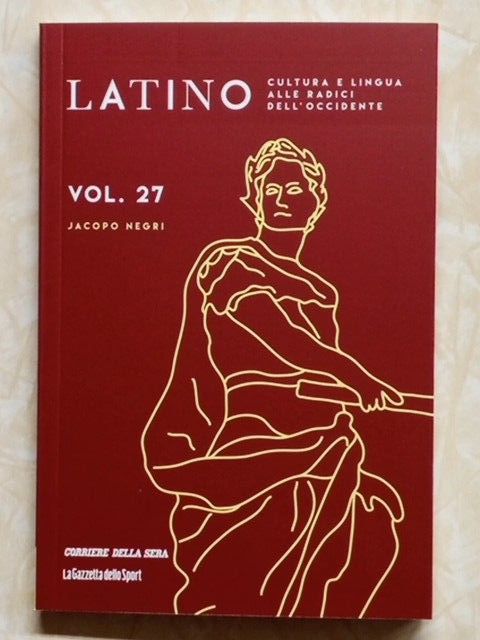 LATINO
CULTURA E LINGUA
ALLE RADICI
DELL'OCCIDENTE
VOL. 27
JACOPO NEGRI
CORRIERE DELLA SERA
La Gazzetta dello Sport